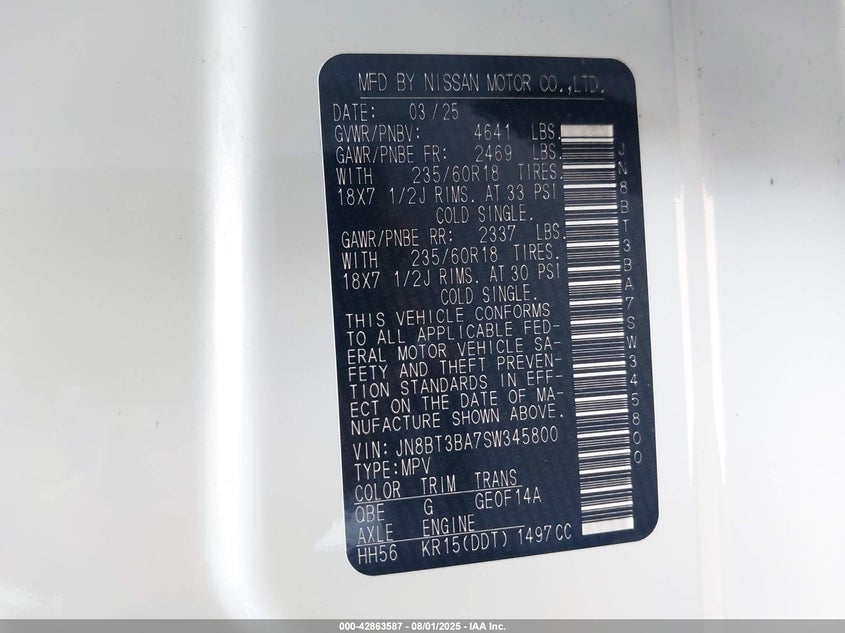 MFD BY NISSAN MOTOR CO.,LTD.
DATE: 03/25
GVWR/PNBV: 4641 LBS.
GAWR/PNBE FR: 2469 LBS.
WITH 235/60R18 TIRES.
18X7 1/2J RIMS. AT 33 PSI
COLD SINGLE.
GAWR/PNBE RR: 2337 LBS.
WITH 235/60R18 TIRES.
18X7 1/2J RIMS. AT 30 PSI
COLD SINGLE.
THIS VEHICLE CONFORMS
TO ALL APPLICABLE FED-
ERAL MOTOR VEHICLE SA-
FETY AND THEFT PREVEN-
TION STANDARDS IN EFF-
ECT ON THE DATE OF MA-
NUFACTURE SHOWN ABOVE.
VIN: JN8BT3BA7SW345800
TYPE:MPV
COLOR TRIM TRANS
QBE G GEOF14A
AXLE ENGINE
HH56 KR15(DDT) 1497CC
JN8BT3BA7SW345800
000-42863587 - 08/01/2025 - IAA Inc.